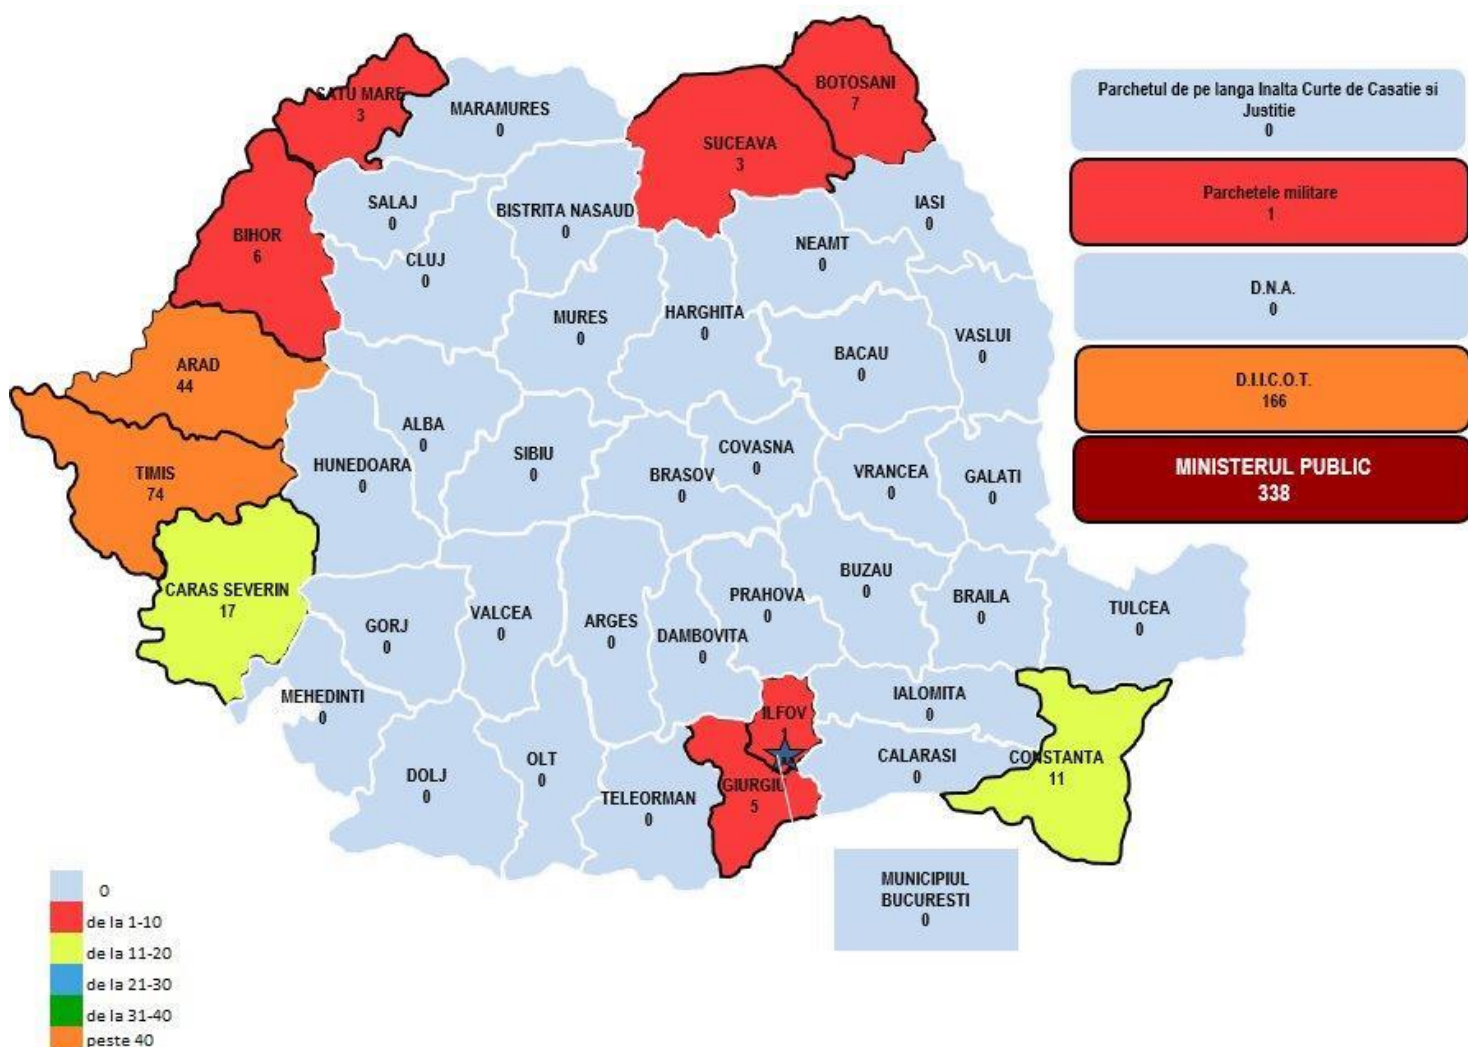 BOTOSANI
7
SATU MARE
3
MARAMURES
0
SUCEAVA
3
SALAJ
0
BISTRITA NASAUD
0
IASI
0
BIHOR
6
CLUJ
0
NEAMT
0
MURES
0
HARGHITA
0
VASLUI
0
ARAD
44
BACAU
0
ALBA
0
TIMIS
74
HUNEDOARA
0
SIBIU
0
BRASOV
0
COVASNA
0
VRANCEA
0
GALATI
0
CARAS SEVERIN
17
GORJ
0
VALCEA
0
ARGES
0
DAMBOVITA
0
PRAHOVA
0
BUZAU
0
BRAILA
0
TULCEA
0
MEHEDINTI
0
DOLJ
0
OLT
0
TELEORMAN
0
ILFOV
GIURGIU
5
IALOMITA
0
CALARASI
0
CONSTANTA
11
MUNICIPIUL
BUCURESTI
0
Parchetul de pe langa Inalta Curte de Casatie si
Justitie
0
Parchetele militare
1
D.N.A.
0
D.I.I.C.O.T.
166
MINISTERUL PUBLIC
338
0
de la 1-10
de la 11-20
de la 21-30
de la 31-40
peste 40